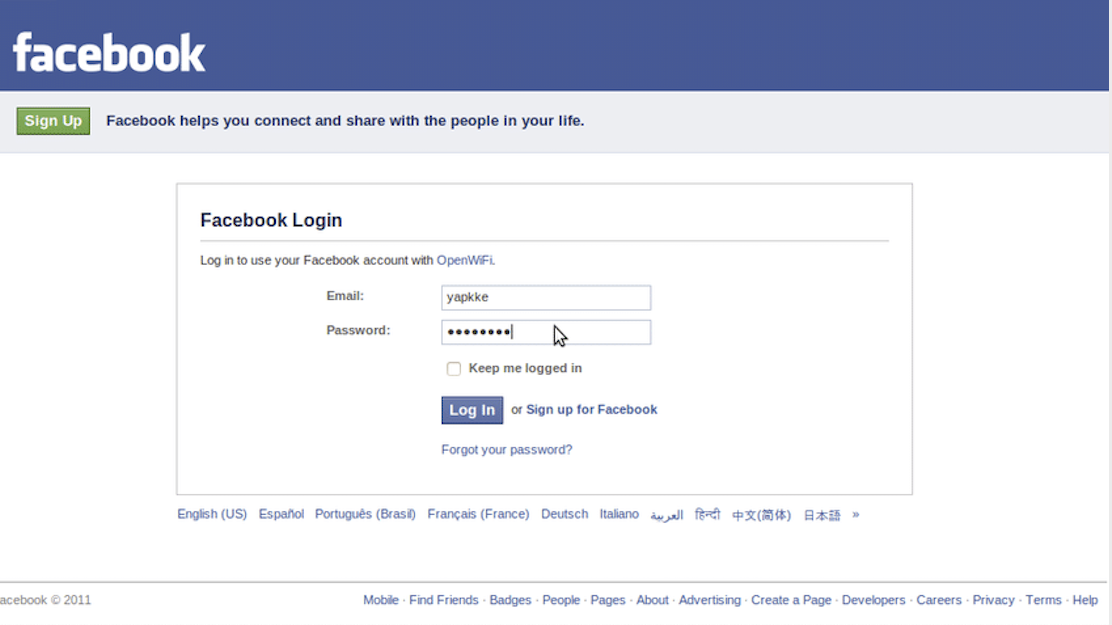 facebook
Sign Up Facebook helps you connect and share with the people in your life.
Facebook Login
Log in to use your Facebook account with OpenWiFi.
Email: yapkke
Password: ••••••••
Keep me logged in
Log In or Sign up for Facebook
Forgot your password?
English (US) Español Português (Brasil) Français (France) Deutsch Italiano العربية हिन्दी 中文(简体) 日本語 »
acebook © 2011 Mobile · Find Friends · Badges · People · Pages · About · Advertising · Create a Page · Developers · Careers · Privacy · Terms · Help